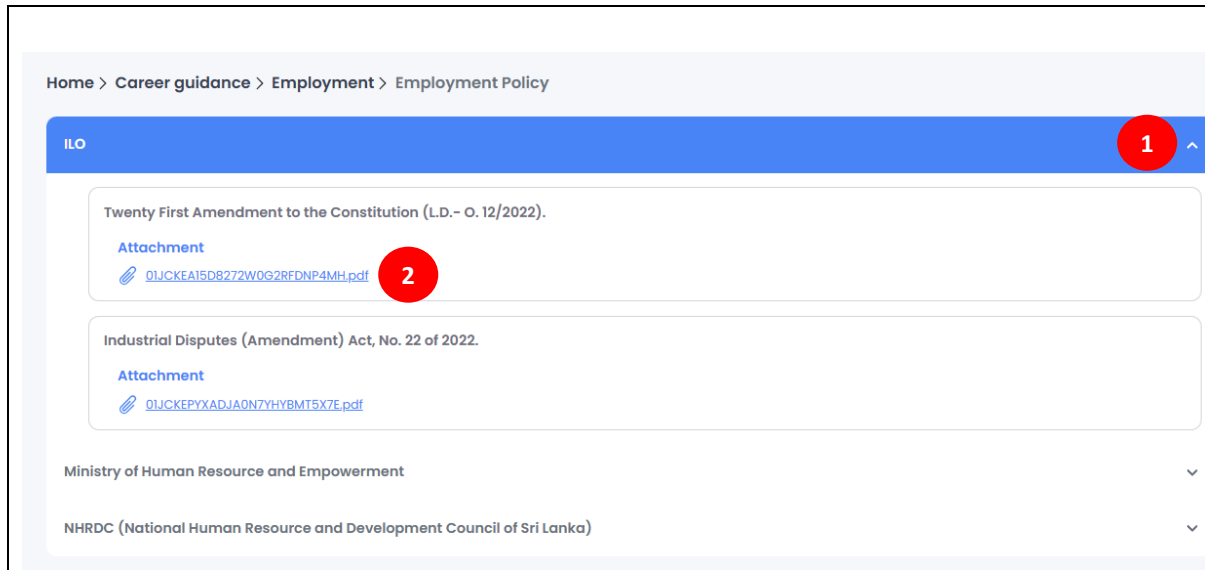 Home > Career guidance > Employment > Employment Policy
ILO 1
Twenty First Amendment to the Constitution (L.D.- O. 12/2022).
Attachment
01JCKEA15D8272W0G2RFDNP4MH.pdf 2
Industrial Disputes (Amendment) Act, No. 22 of 2022.
Attachment
01JCKEPYXADJA0N7YHYBMT5X7E.pdf
Ministry of Human Resource and Empowerment
NHRDC (National Human Resource and Development Council of Sri Lanka)